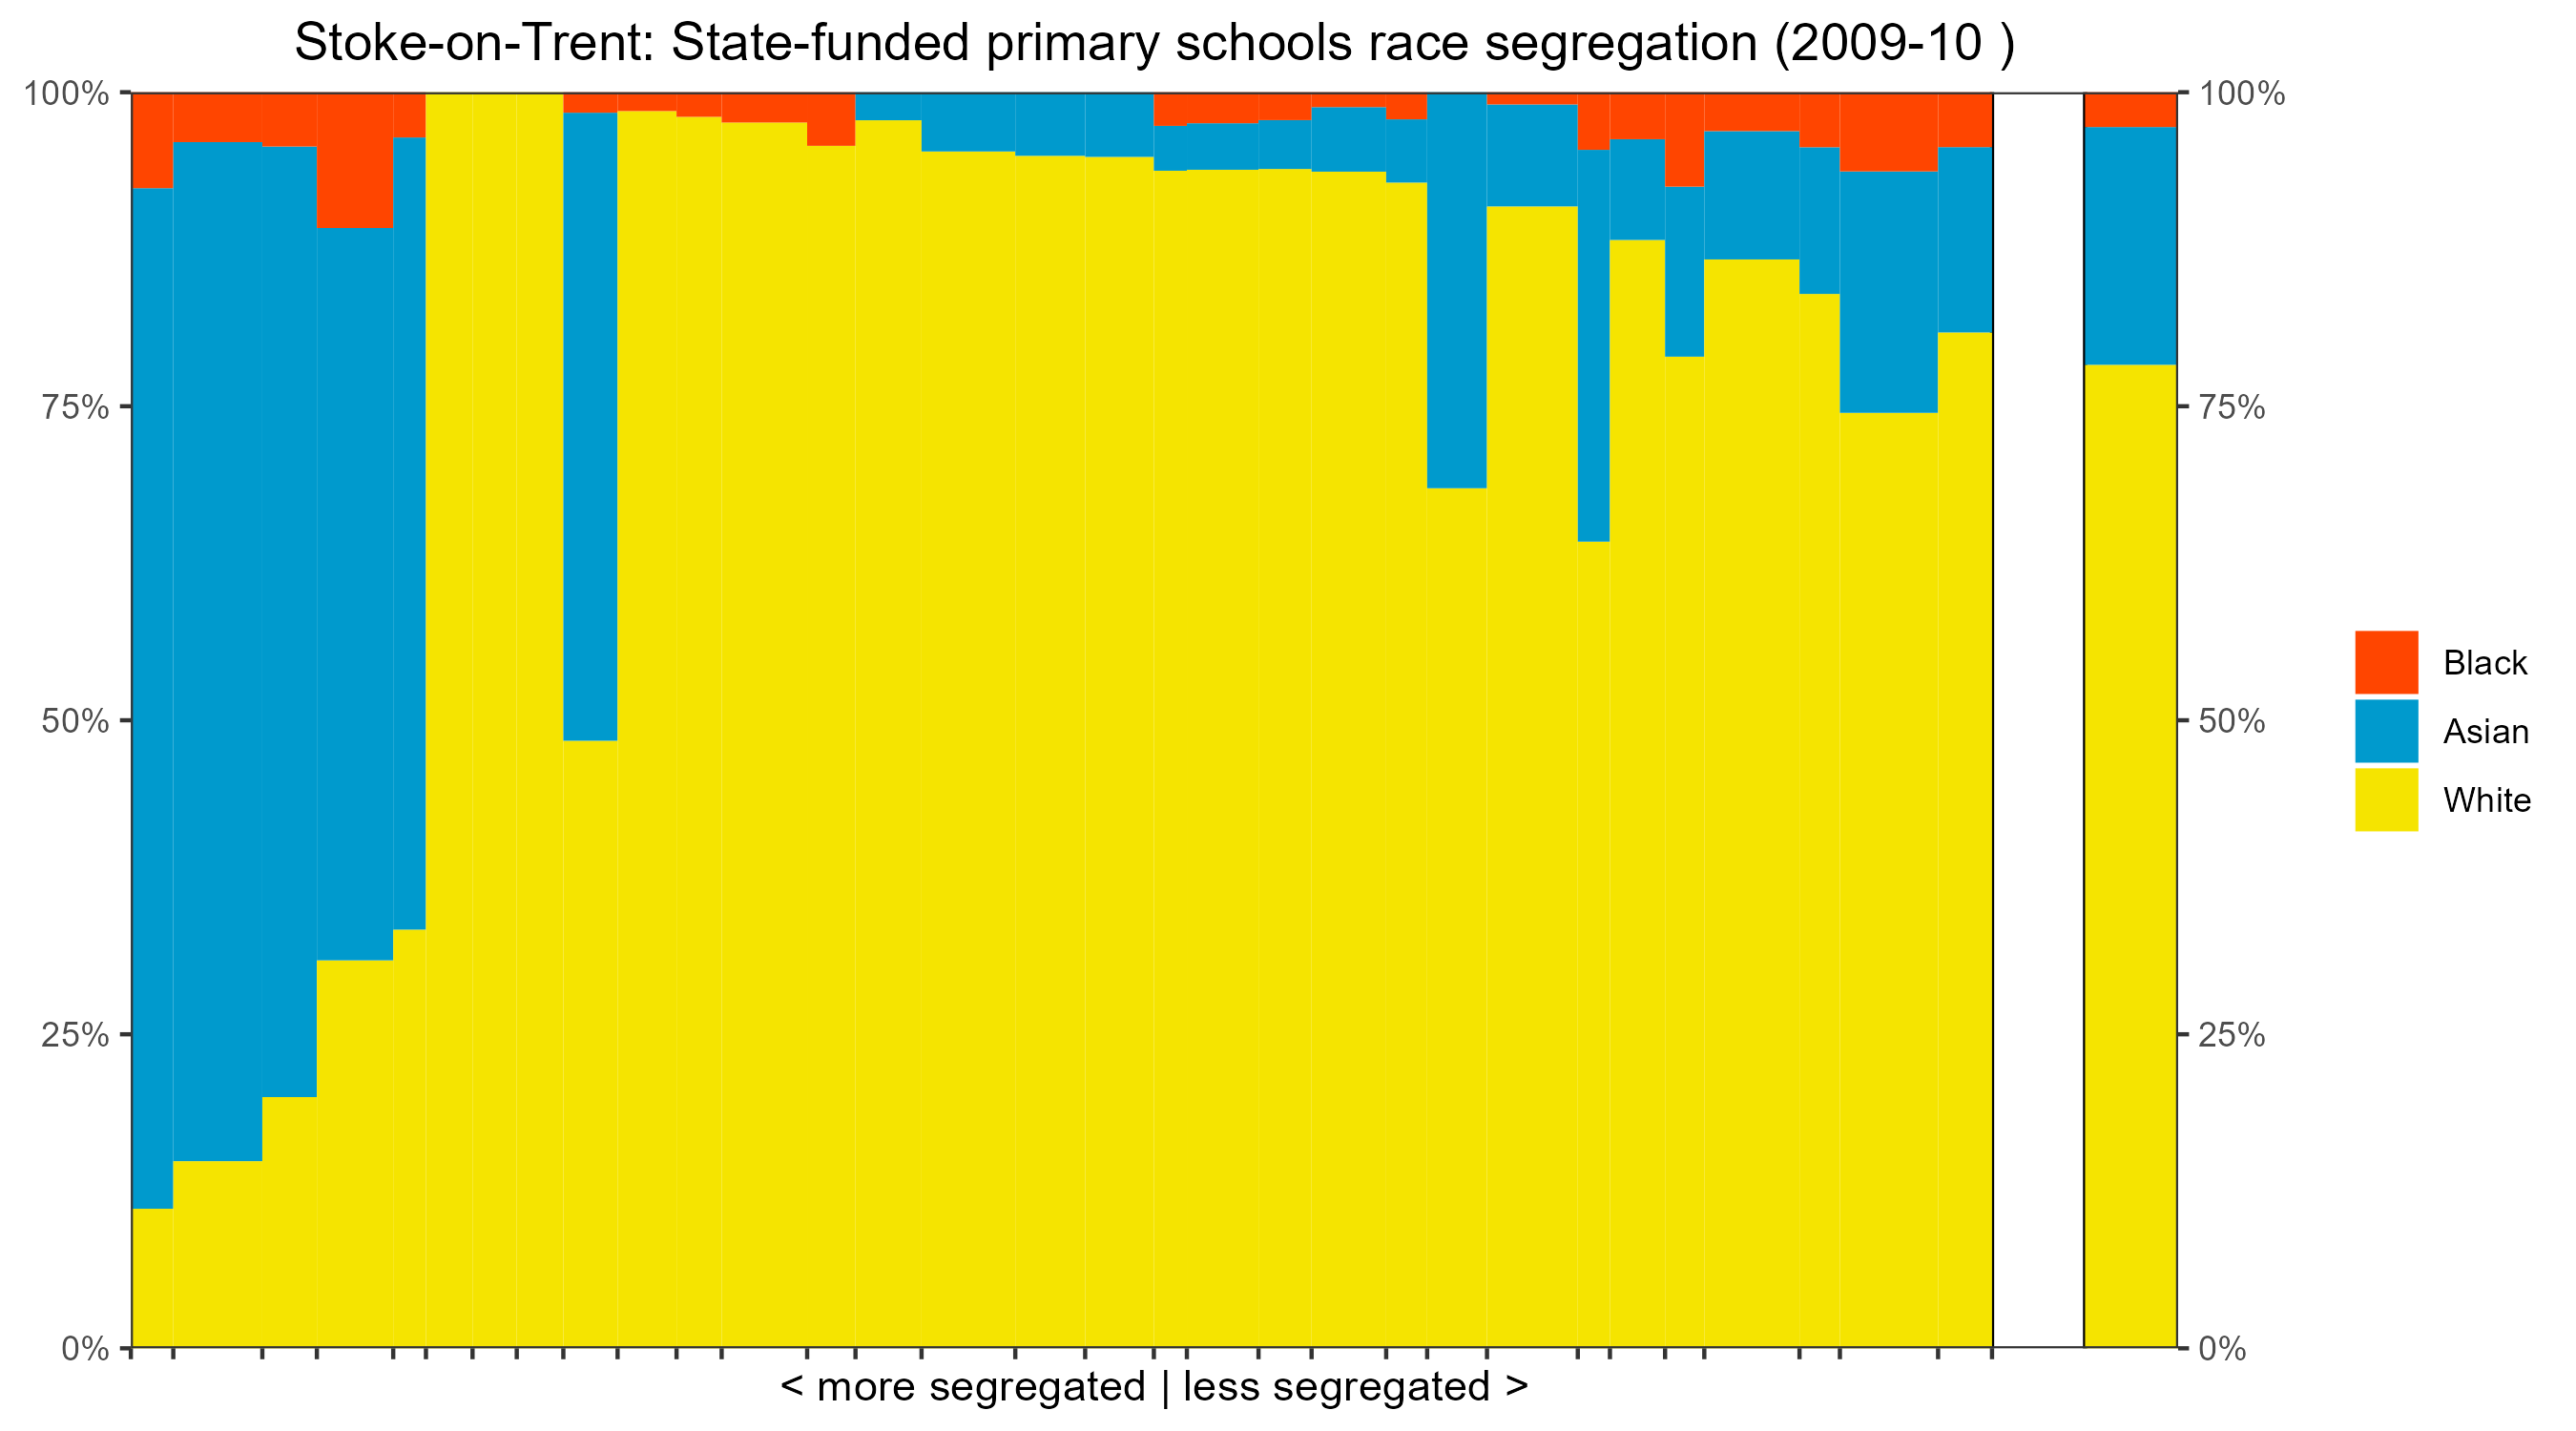 Stoke-on-Trent: State-funded primary schools race segregation (2009-10 )
100%
75%
50%
25%
0%
100%
75%
50%
25%
0%
Black
Asian
White
< more segregated | less segregated >